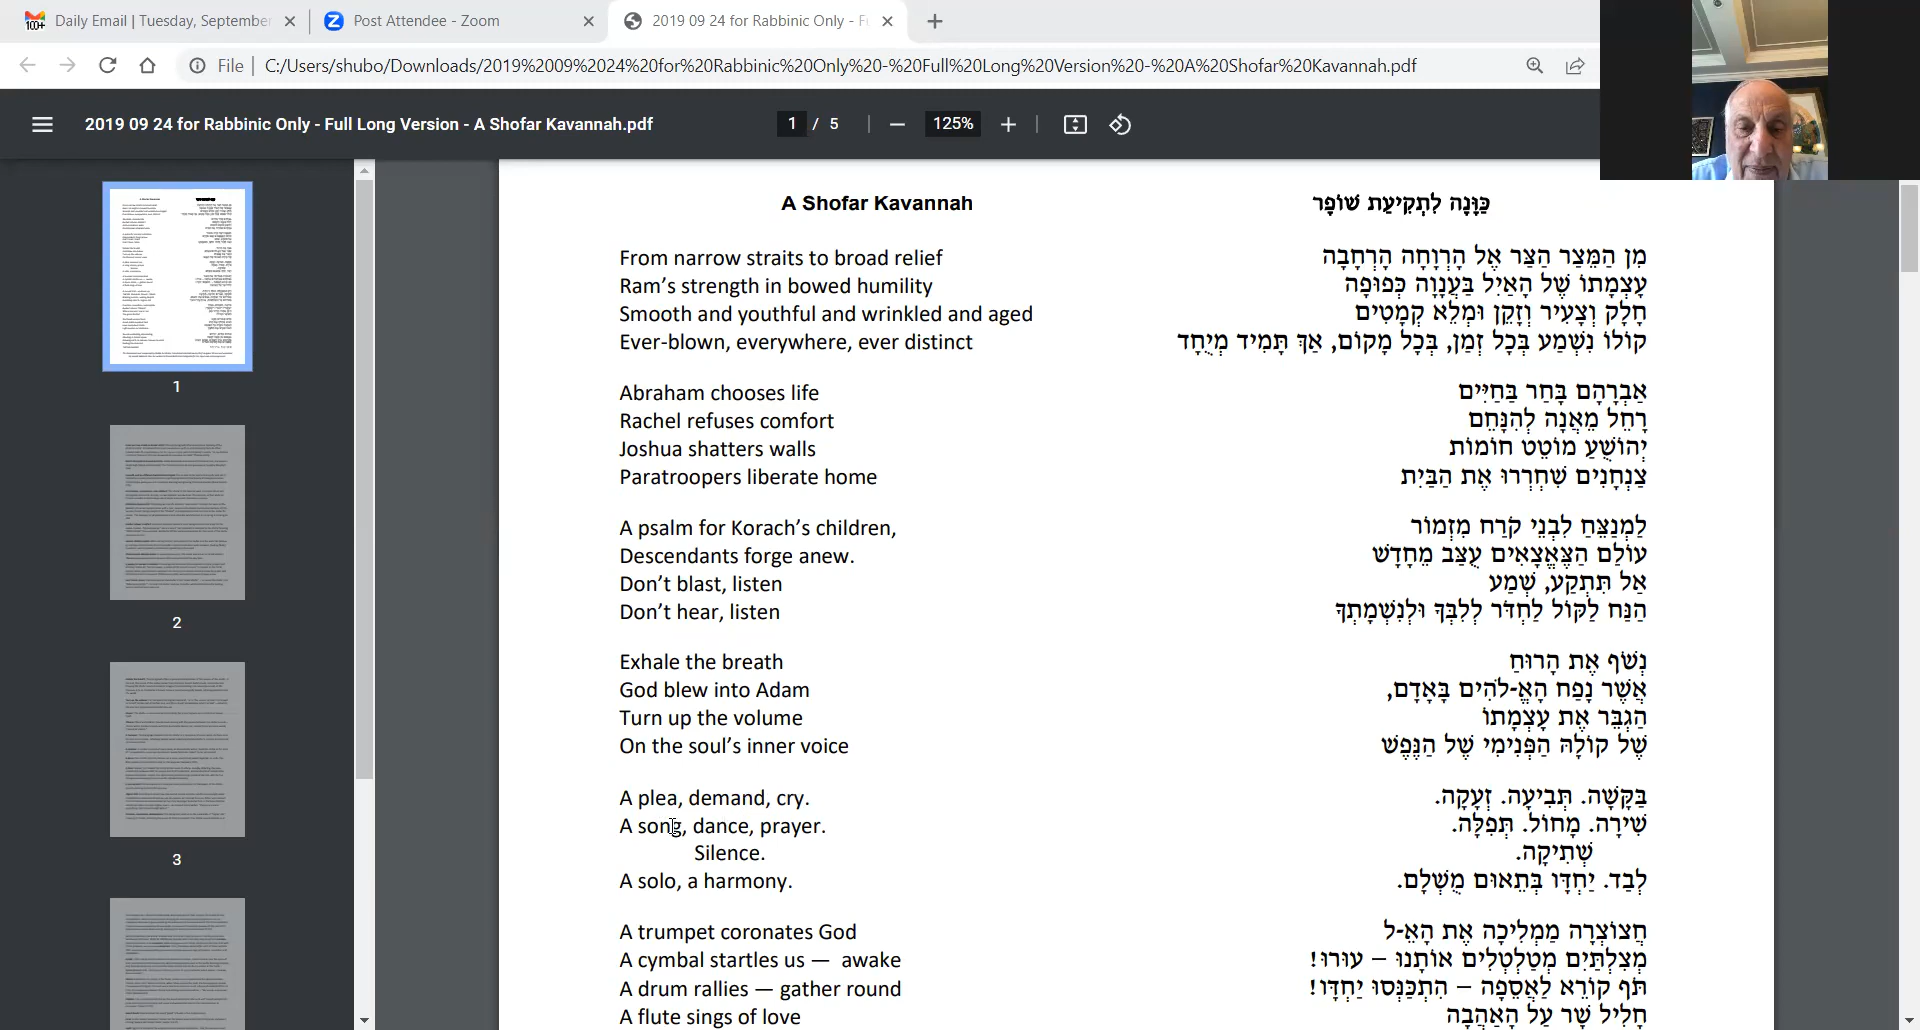 Daily Email | Tuesday, September
Post Attendee - Zoom
2019 09 24 for Rabbinic Only - F
File | C:/Users/shubo/Downloads/2019%2009%2024%20for%20Rabbinic%20Only%20-%20Full%20Long%20Version%20-%20A%20Shofar%20Kavannah.pdf
2019 09 24 for Rabbinic Only - Full Long Version - A Shofar Kavannah.pdf
1 / 5
125%
1
2
3
A Shofar Kavannah
From narrow straits to broad relief
Ram’s strength in bowed humility
Smooth and youthful and wrinkled and aged
Ever-blown, everywhere, ever distinct
Abraham chooses life
Rachel refuses comfort
Joshua shatters walls
Paratroopers liberate home
A psalm for Korach’s children,
Descendants forge anew.
Don’t blast, listen
Don’t hear, listen
Exhale the breath
God blew into Adam
Turn up the volume
On the soul’s inner voice
A plea, demand, cry.
A song, dance, prayer.
Silence.
A solo, a harmony.
A trumpet coronates God
A cymbal startles us — awake
A drum rallies — gather round
A flute sings of love
כַּוָּנָה לִתְקִיעַת שׁוֹפָר
מִן הַמֵּצַר הַצַּר אֶל הָרְוָחָה הָרְחָבָה
עָצְמָתוֹ שֶׁל הָאַיִל בַּעֲנָוָה כְּפוּפָה
חָלָק וְצָעִיר וְזָקֵן וּמְלֵא קְמָטִים
קוֹלוֹ נִשְׁמַע בְּכָל זְמַן, בְּכָל מָקוֹם, אַךְ תָּמִיד מְיֻחָד
אַבְרָהָם בָּחַר בַּחַיִּים
רָחֵל מֵאֲנָה לְהִנָּחֵם
יְהוֹשֻׁעַ מוֹטֵט חוֹמוֹת
צַנְחָנִים שִׁחְרְרוּ אֶת הַבַּיִת
לַמְנַצֵּחַ לִבְנֵי קֹרַח מִזְמוֹר
עוֹלַם הַצֶּאֱצָאִים עֻצַּב מֵחָדָשׁ
אַל תִּתְקַע, שְׁמַע
הַנַּח לַקּוֹל לַחְדֹּר לְלִבְּךָ וּלְנִשְׁמָתְךָ
נְשֹׁף אֶת הָרוּחַ
אֲשֶׁר נָפַח הָאֱ-לֹהִים בָּאָדָם,
הַגְבֵּר אֶת עָצְמָתוֹ
שֶׁל קוֹלָהּ הַפְּנִימִי שֶׁל הַנֶּפֶשׁ
בַּקָּשָׁה. תְּבִיעָה. זְעָקָה.
שִׁירָה. מָחוֹל. תְּפִלָּה.
שְׁתִיקָה.
לְבַד. יַחְדָּו בְּתֵאוּם מֻשְׁלָם.
חֲצוֹצְרָה מַמְלִיכָה אֶת הָאֵ-ל
מְצִלְתַּיִם מְטַלְטְלִים אוֹתָנוּ – עוּרוּ!
תֹּף קוֹרֵא לַאֲסֵפָה – הִתְכַּנְּסוּ יַחְדָּו!
חָלִיל שָׁר עַל הָאַהֲבָה